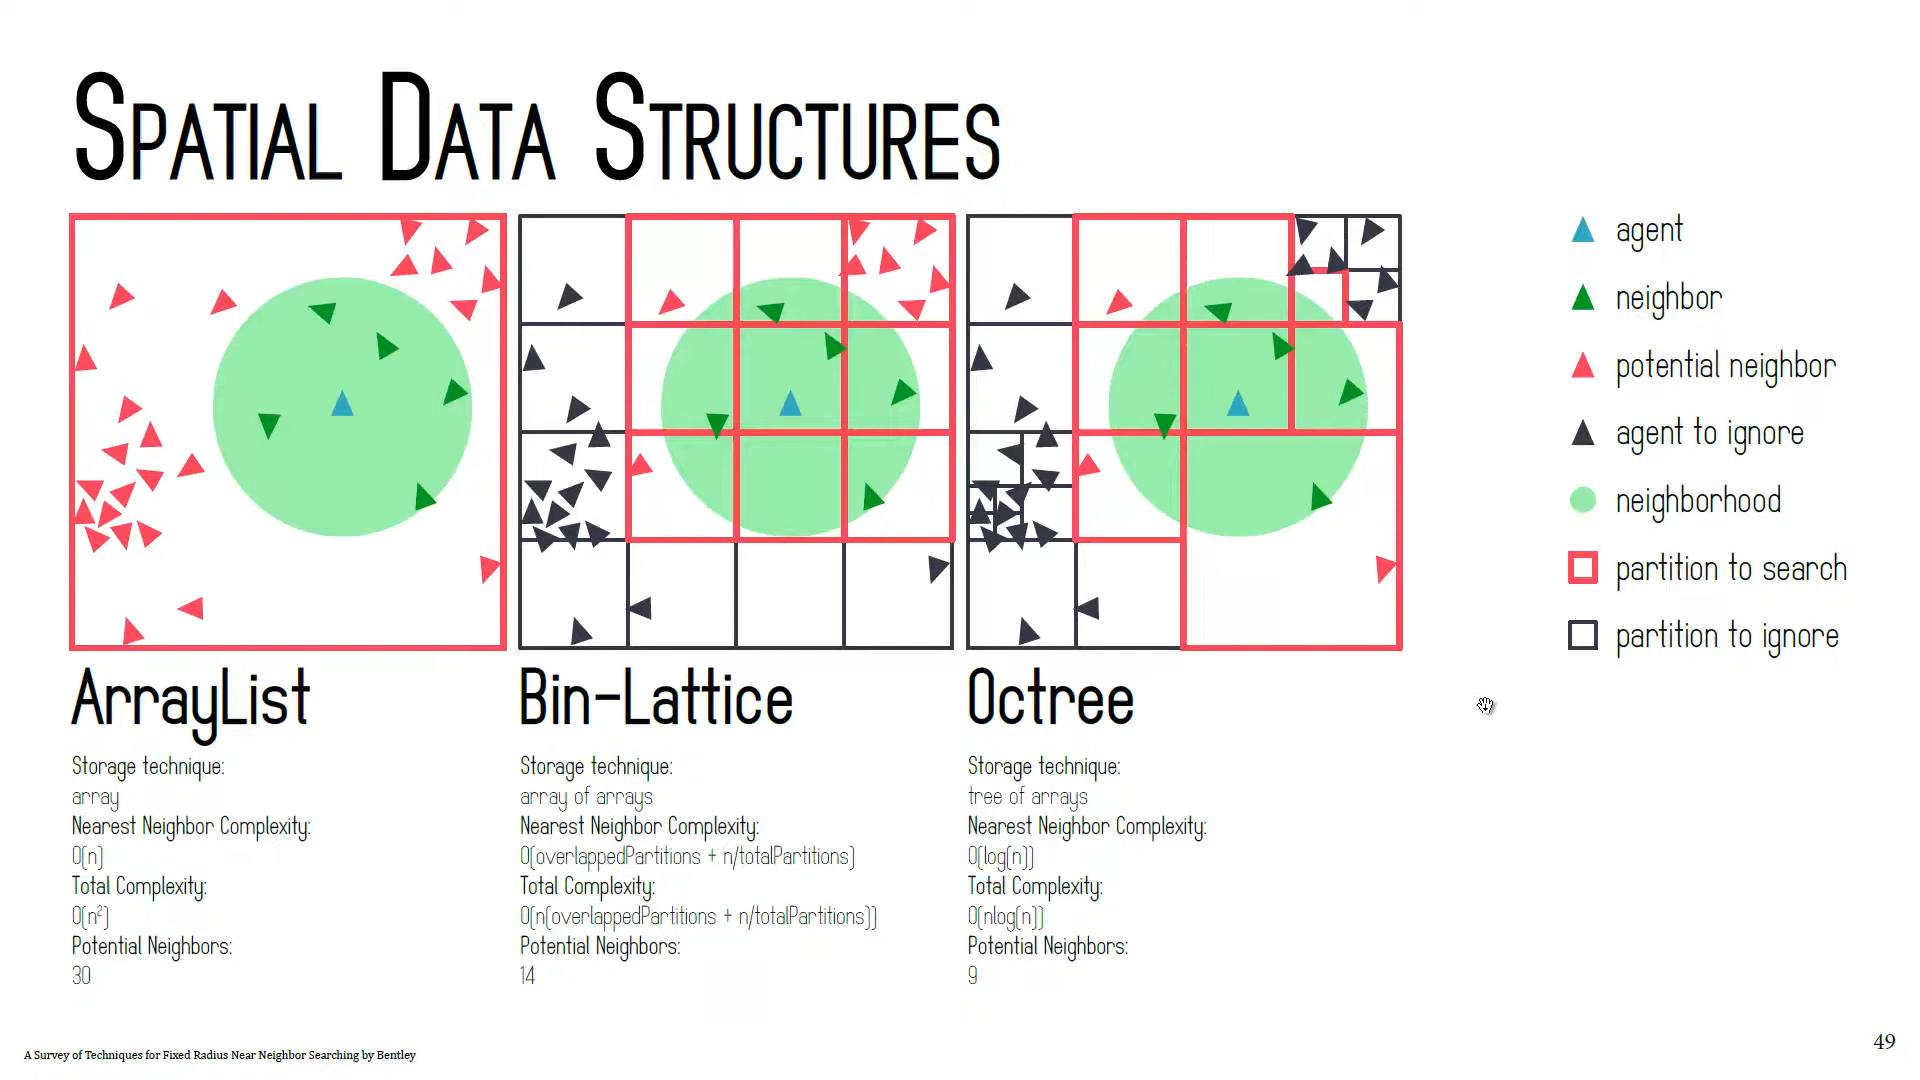 SPATIAL DATA STRUCTURES
agent
neighbor
potential neighbor
agent to ignore
neighborhood
partition to search
partition to ignore
ArrayList
Storage technique:
array
Nearest Neighbor Complexity:
O(n)
Total Complexity:
O(n²)
Potential Neighbors:
30
Bin-Lattice
Storage technique:
array of arrays
Nearest Neighbor Complexity:
O(overlappedPartitions + n/totalPartitions)
Total Complexity:
O(n(overlappedPartitions + n/totalPartitions))
Potential Neighbors:
14
Octree
Storage technique:
tree of arrays
Nearest Neighbor Complexity:
O(log(n))
Total Complexity:
O(nlog(n))
Potential Neighbors:
9
A Survey of Techniques for Fixed Radius Near Neighbor Searching by Bentley
49